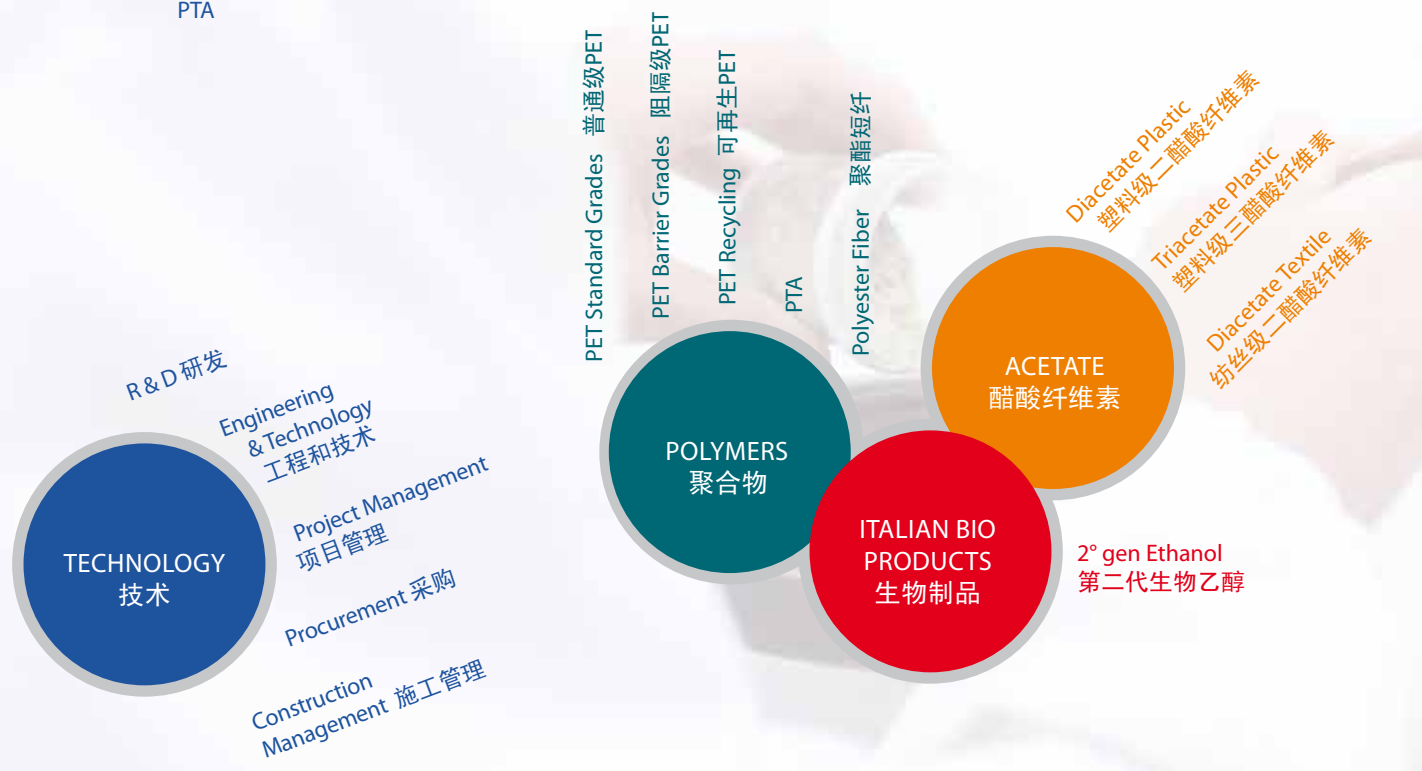 PTA
R & D 研发
Engineering
& Technology
工程和技术
Project Management
项目管理
Procurement 采购
Construction
Management 施工管理
TECHNOLOGY
技术
PET Standard Grades 普通级PET
PET Barrier Grades 阻隔级PET
PET Recycling 可再生PET
PTA
Polyester Fiber 聚酯短纤
POLYMERS
聚合物
Diacetate Plastic
塑料级二醋酸纤维素
Triacetate Plastic
塑料级三醋酸纤维素
Diacetate Textile
纺丝级二醋酸纤维素
ACETATE
醋酸纤维素
ITALIAN BIO
PRODUCTS
生物制品
2° gen Ethanol
第二代生物乙醇